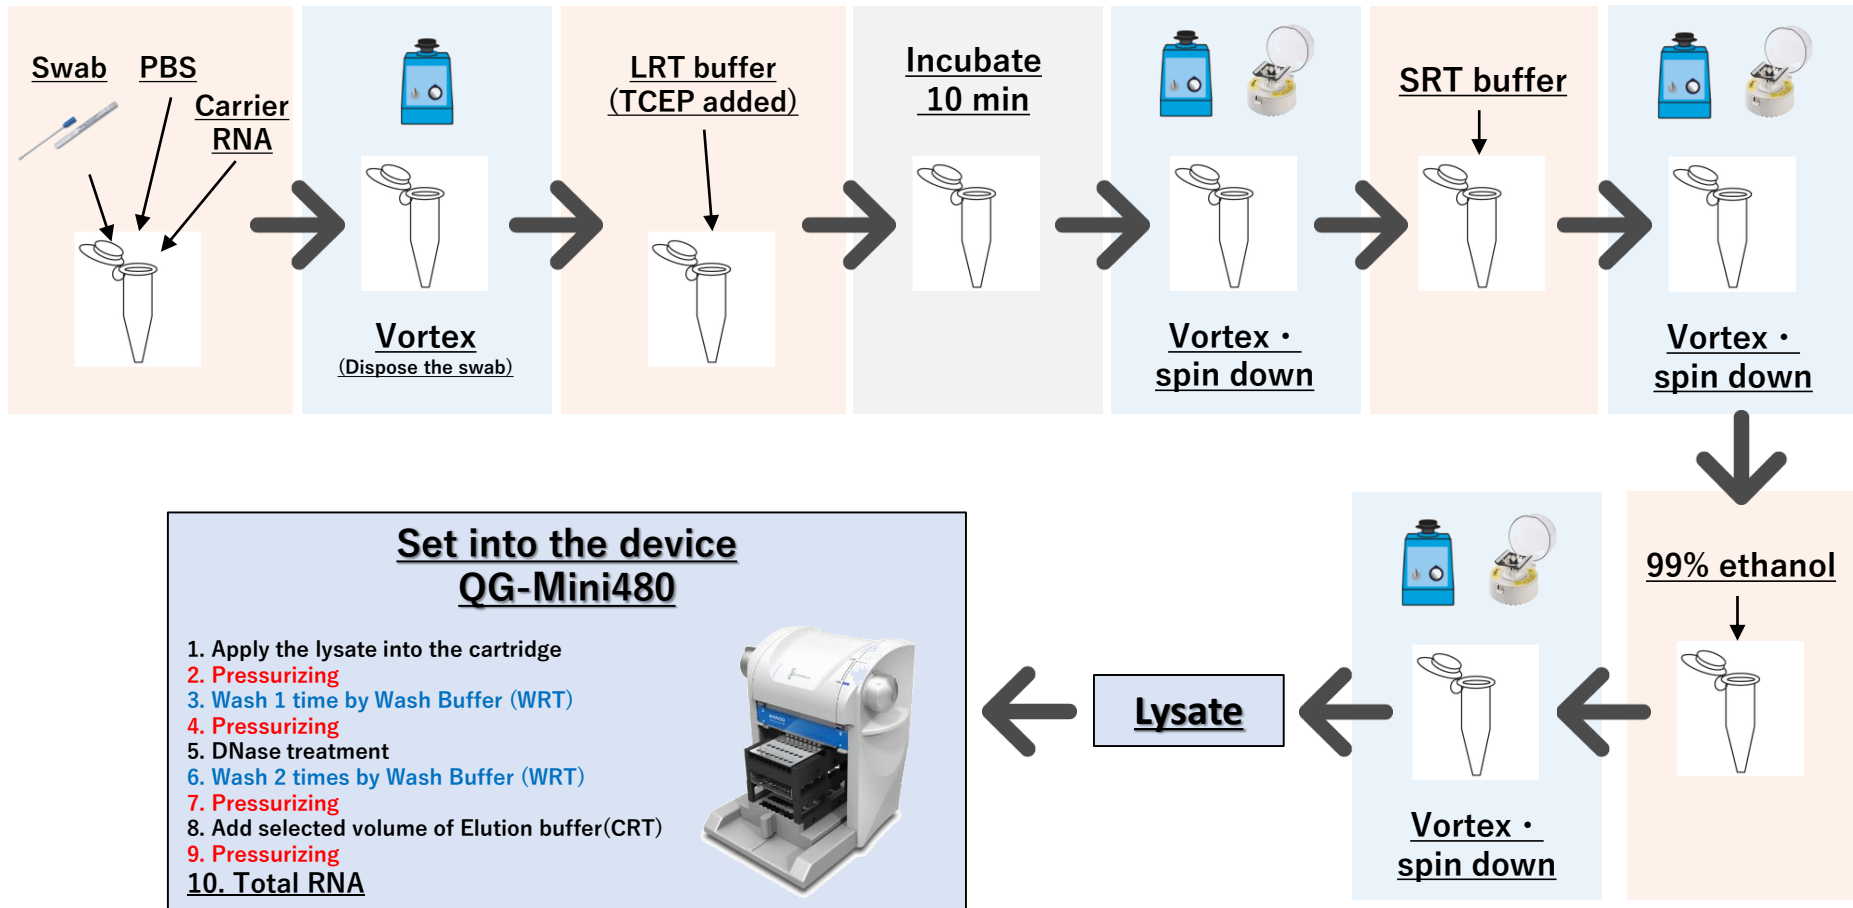 Swab
PBS
Carrier
RNA
Vortex
(Dispose the swab)
LRT buffer
(TCEP added)
Incubate
10 min
Vortex・
spin down
SRT buffer
Vortex・
spin down
99% ethanol
Vortex・
spin down
Lysate
Set into the device
QG-Mini480
1. Apply the lysate into the cartridge
2. Pressurizing
3. Wash 1 time by Wash Buffer (WRT)
4. Pressurizing
5. DNase treatment
6. Wash 2 times by Wash Buffer (WRT)
7. Pressurizing
8. Add selected volume of Elution buffer(CRT)
9. Pressurizing
10. Total RNA